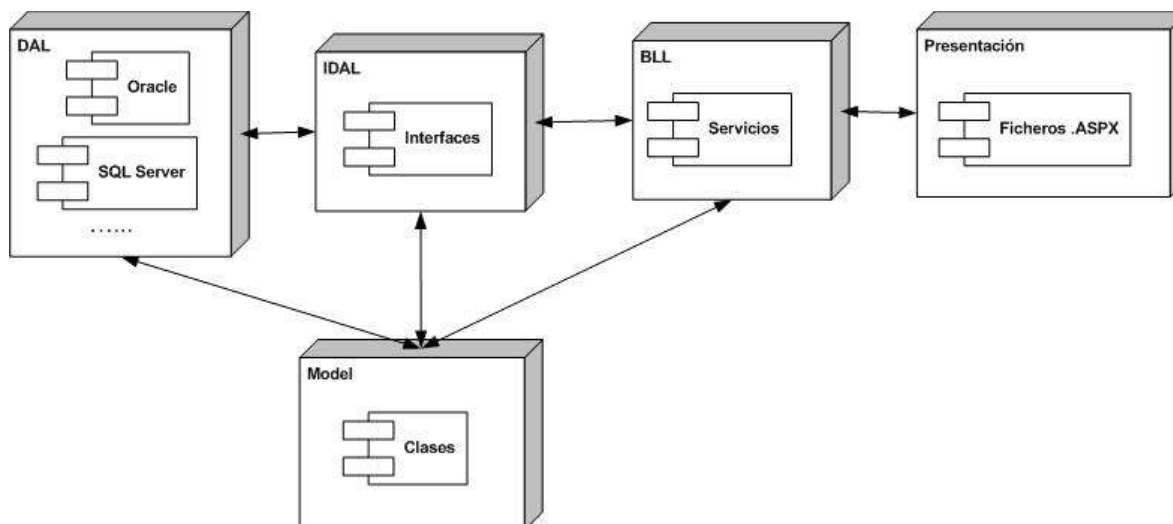 DAL
Oracle
SQL Server
......
IDAL
Interfaces
BLL
Servicios
Presentación
Ficheros .ASPX
Model
Clases